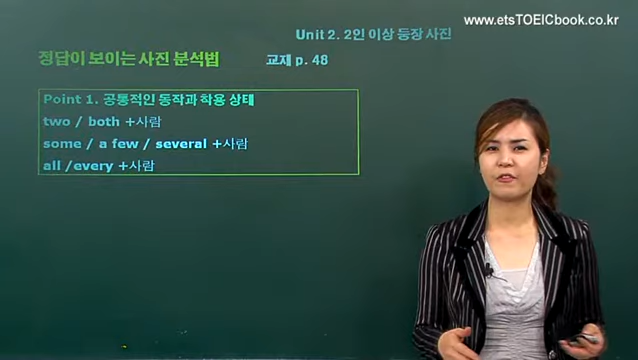 www.etsTOEICbook.co.kr
Unit 2. 2인 이상 등장 사진
정답이 보이는 사진 분석법
교재 p. 48
Point 1. 공통적인 동작과 착용 상태
two / both +사람
some / a few / several +사람
all /every +사람